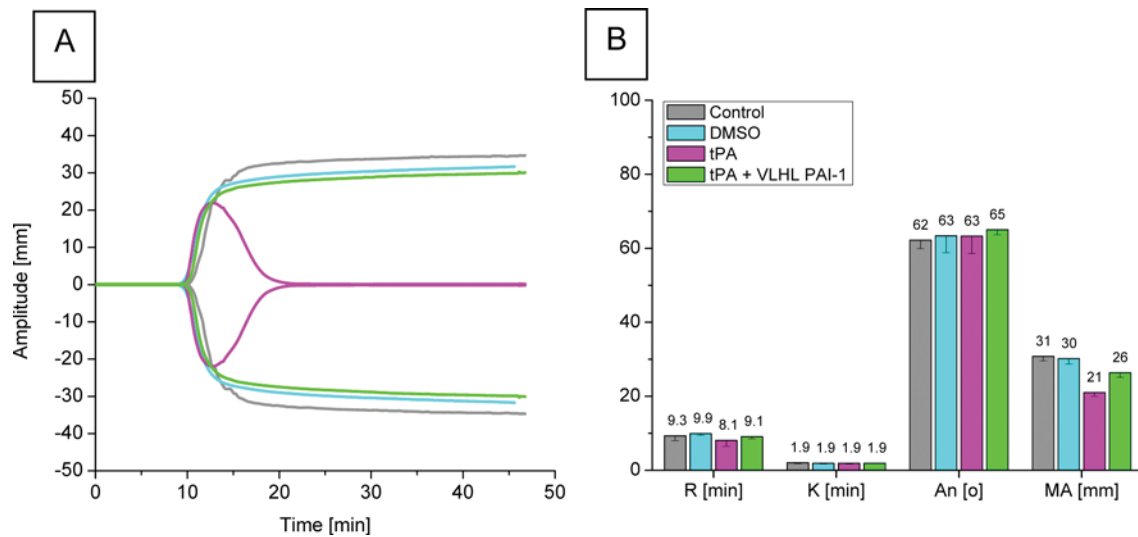 A
50
40
30
20
10
0
-10
-20
-30
-40
-50
Amplitude [mm]
0 10 20 30 40 50
Time [min]
B
100
80
60
40
20
0
Control
DMSO
tPA
tPA + VLHL PAI-1
9.3 9.9 8.1 9.1
1.9 1.9 1.9 1.9
62 63 63 65
31 30 21 26
R [min] K [min] An [o] MA [mm]